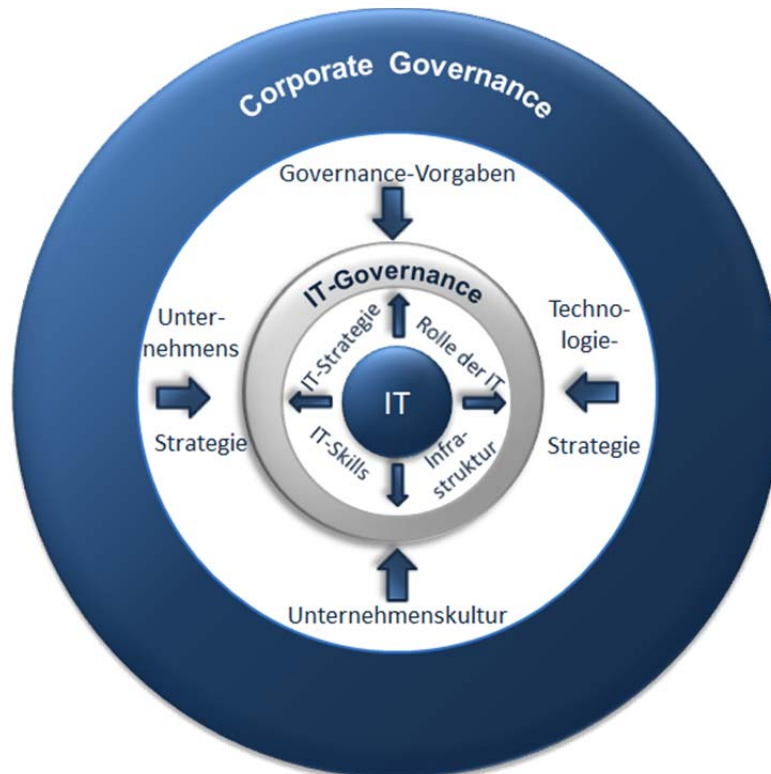 Corporate Governance
Governance-Vorgaben
IT-Governance
Unter-
nehmens
Strategie
IT-Strategie
Rolle der IT
IT
IT-Skills
Infra-
struktur
Techno-
logie-
Strategie
Unternehmenskultur